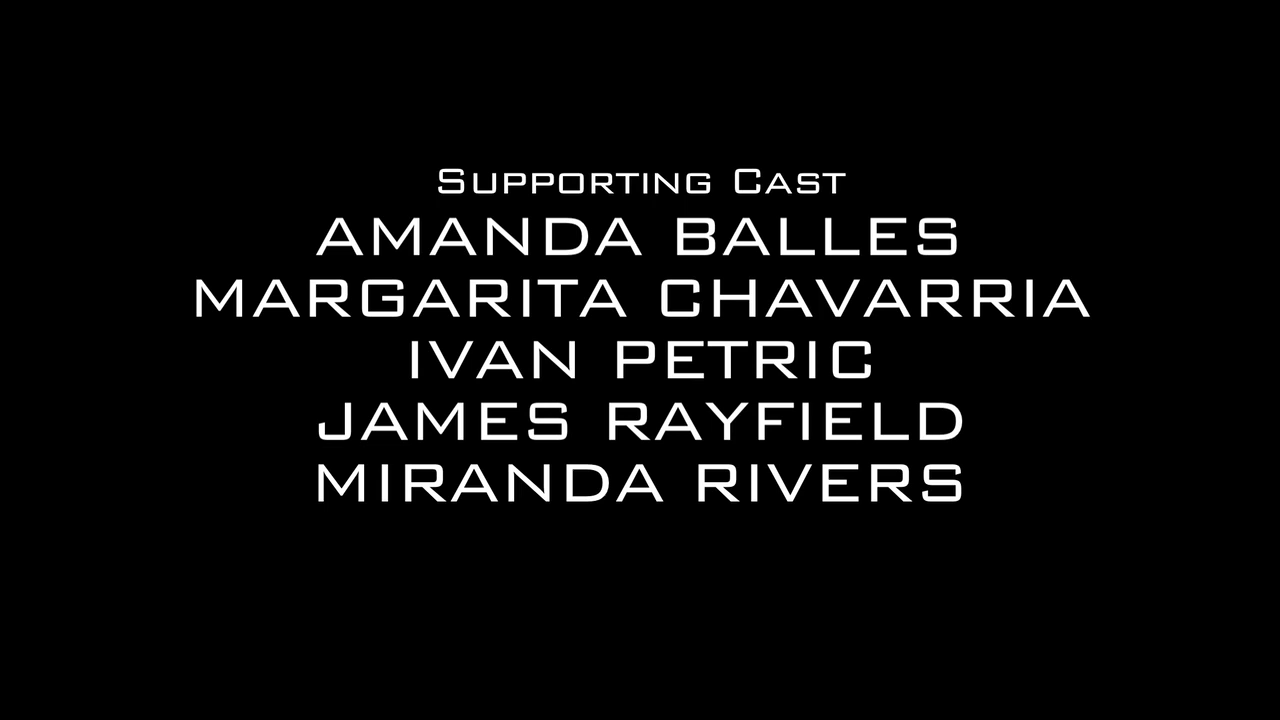 Supporting Cast
AMANDA BALLES
MARGARITA CHAVARRIA
IVAN PETRIC
JAMES RAYFIELD
MIRANDA RIVERS